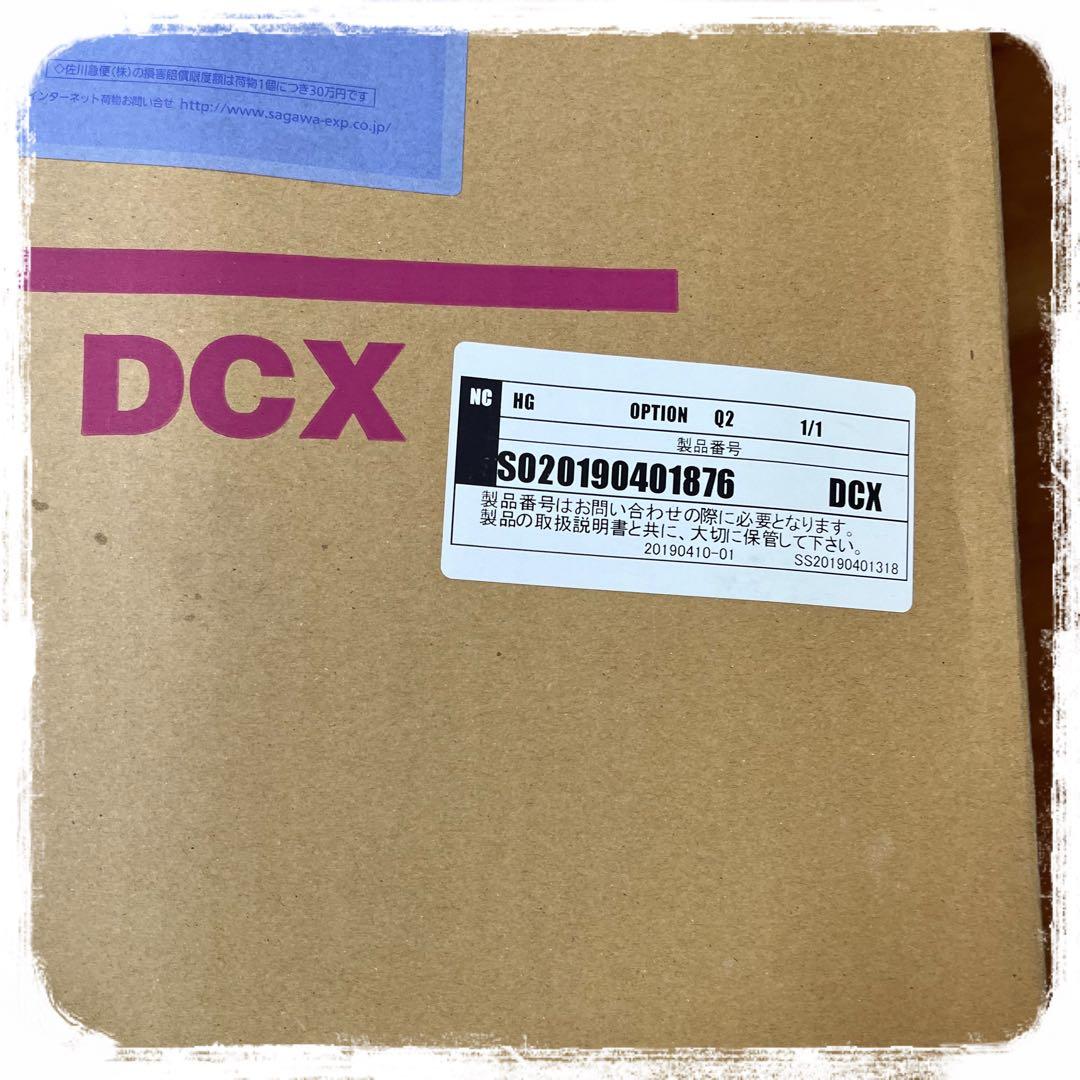 ◇佐川急便(株)の損害賠償限度額は荷物1個につき30万円です
インターネット荷物お問い合せ http://www.sagawa-exp.co.jp/
DCX
NC HG OPTION Q2 1/1
製品番号
SO20190401876 DCX
製品番号はお問い合わせの際に必要となります。
製品の取扱説明書と共に、大切に保管して下さい。
20190410-01 SS20190401318